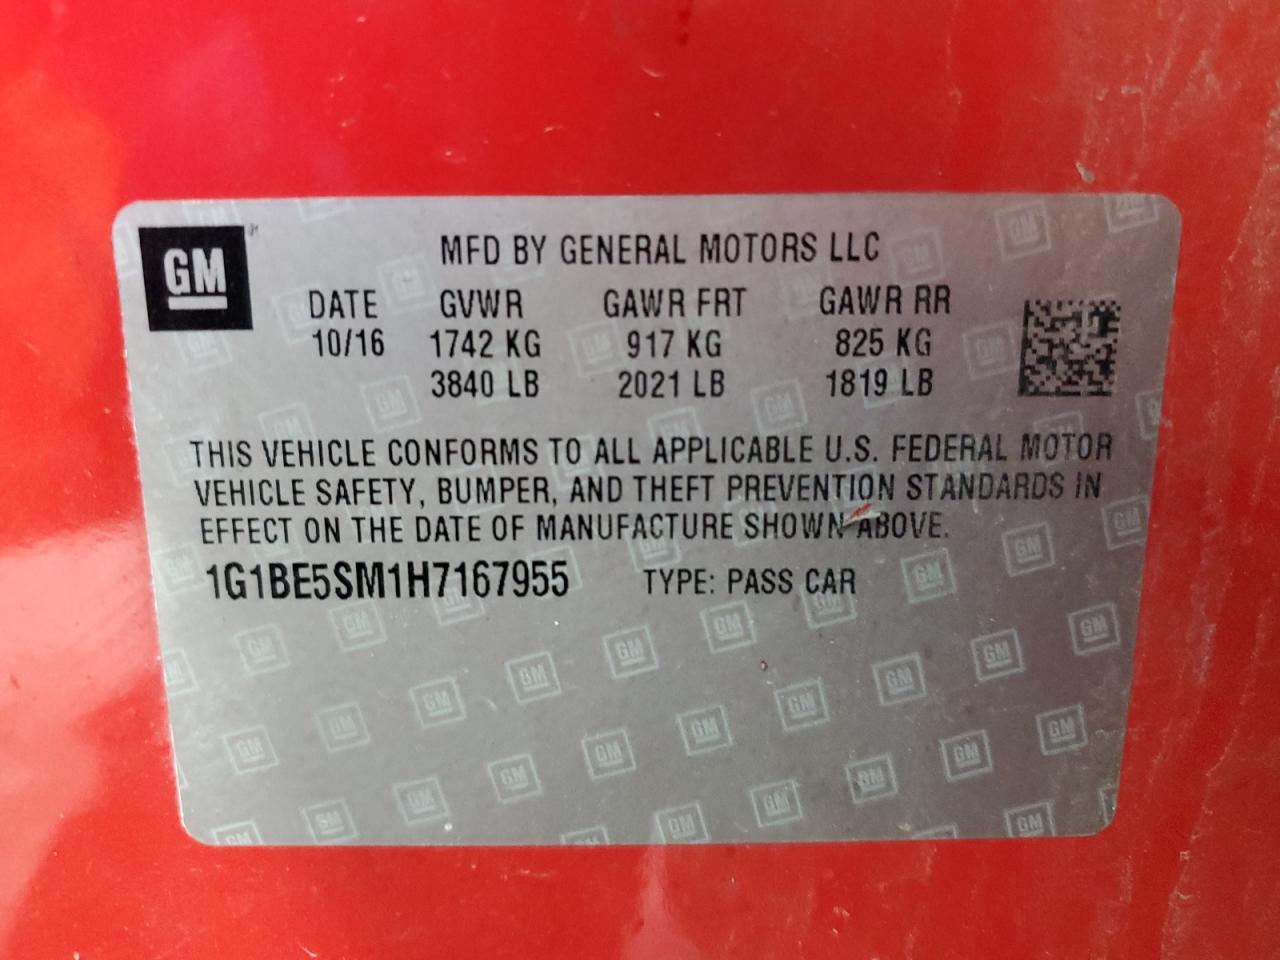 GM
MFD BY GENERAL MOTORS LLC
DATE GVWR GAWR FRT GAWR RR
10/16 1742 KG 917 KG 825 KG
3840 LB 2021 LB 1819 LB
THIS VEHICLE CONFORMS TO ALL APPLICABLE U.S. FEDERAL MOTOR
VEHICLE SAFETY, BUMPER, AND THEFT PREVENTION STANDARDS IN
EFFECT ON THE DATE OF MANUFACTURE SHOWN ABOVE.
1G1BE5SM1H7167955 TYPE: PASS CAR